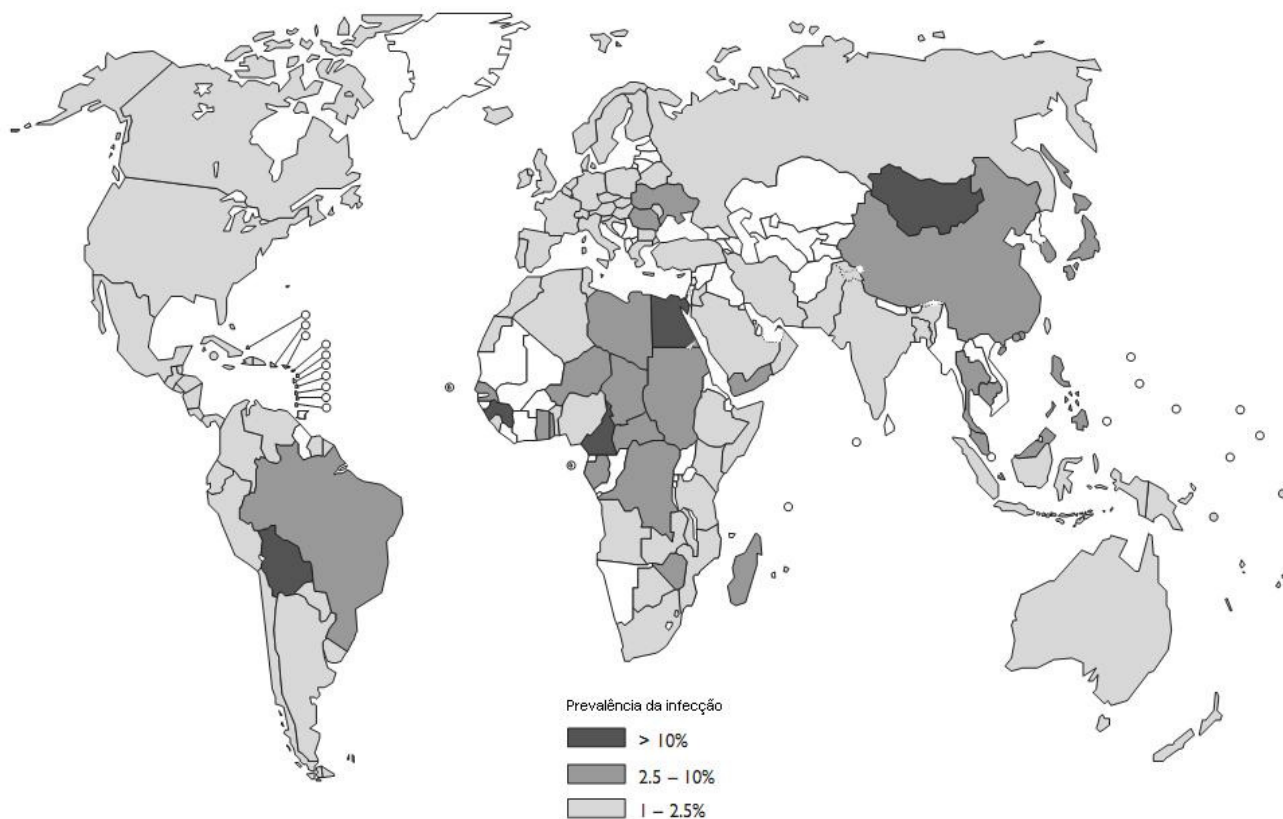 Prevalência da infecção
> 10%
2.5 – 10%
1 – 2.5%